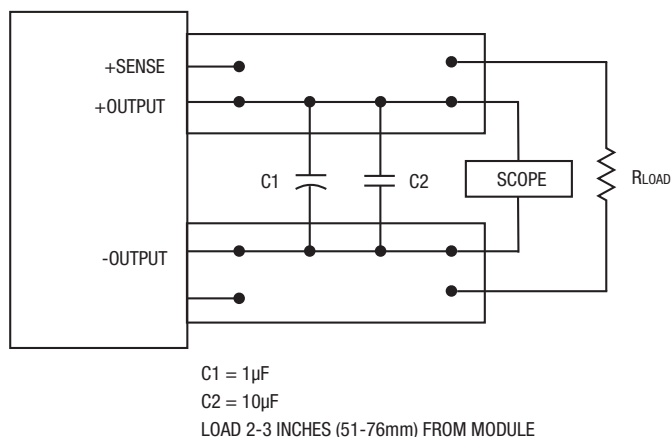 +SENSE
+OUTPUT
C1
C2
SCOPE
RLOAD
-OUTPUT
C1 = 1µF
C2 = 10µF
LOAD 2-3 INCHES (51-76mm) FROM MODULE